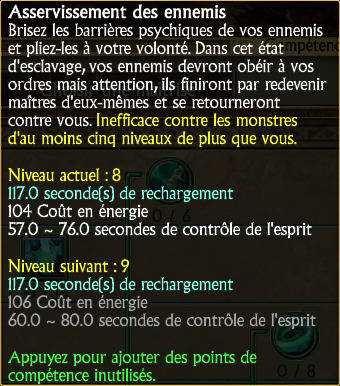 Asservissement des ennemis
Brisez les barrières psychiques de vos ennemis
et pliez-les à votre volonté. Dans cet état
d'esclavage, vos ennemis devront obéir à vos
ordres mais attention, ils finiront par redevenir
maîtres d'eux-mêmes et se retourneront
contre vous. Inefficace contre les monstres
d'au moins cinq niveaux de plus que vous.
Niveau actuel : 8
117.0 seconde(s) de rechargement
104 Coût en énergie
57.0 ~ 76.0 secondes de contrôle de l'esprit
Niveau suivant : 9
117.0 seconde(s) de rechargement
106 Coût en énergie
60.0 ~ 80.0 secondes de contrôle de l'esprit
Appuyez pour ajouter des points de
compétence inutilisés.
0 / 6
0 / 8